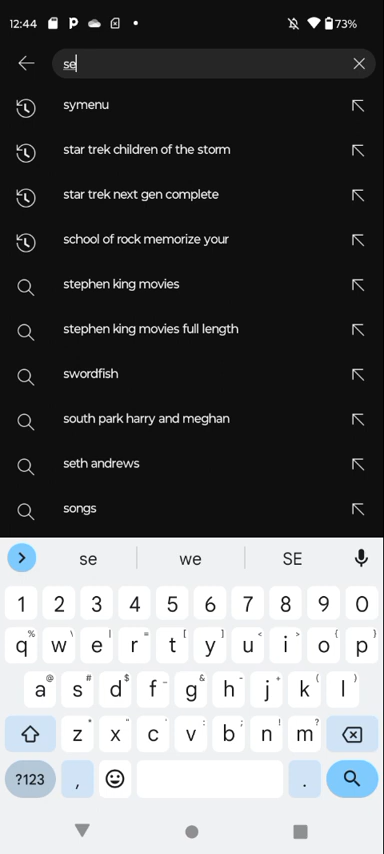 12:44 73%
se
symenu
star trek children of the storm
star trek next gen complete
school of rock memorize your
stephen king movies
stephen king movies full length
swordfish
south park harry and meghan
seth andrews
songs
se we SE
1 2 3 4 5 6 7 8 9 0
q% w\ e| r= t[ y] u< i> o{ p}
a@ s# d$ f_ g& h- j+ k( l)
z* x" c' v: b; n! m?
?123 , .